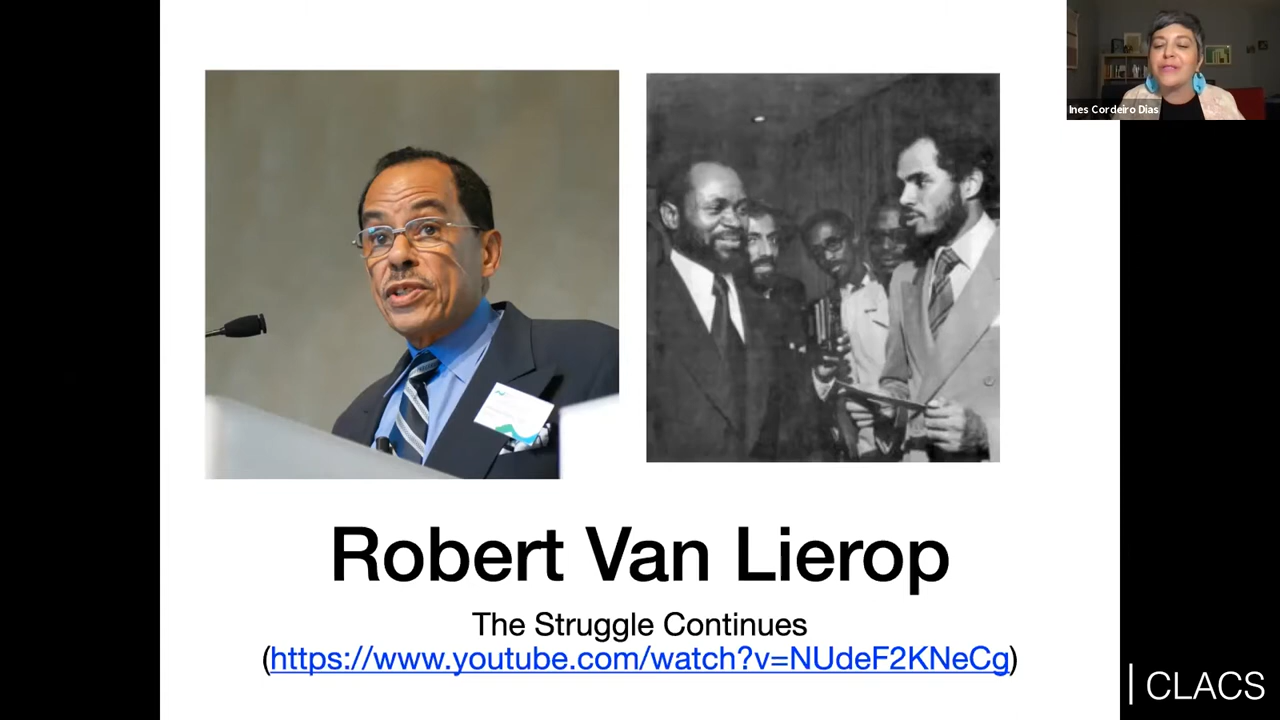 Ines Cordeiro Dias
Robert Van Lierop
The Struggle Continues
(https://www.youtube.com/watch?v=NUdeF2KNeCg)
| CLACS